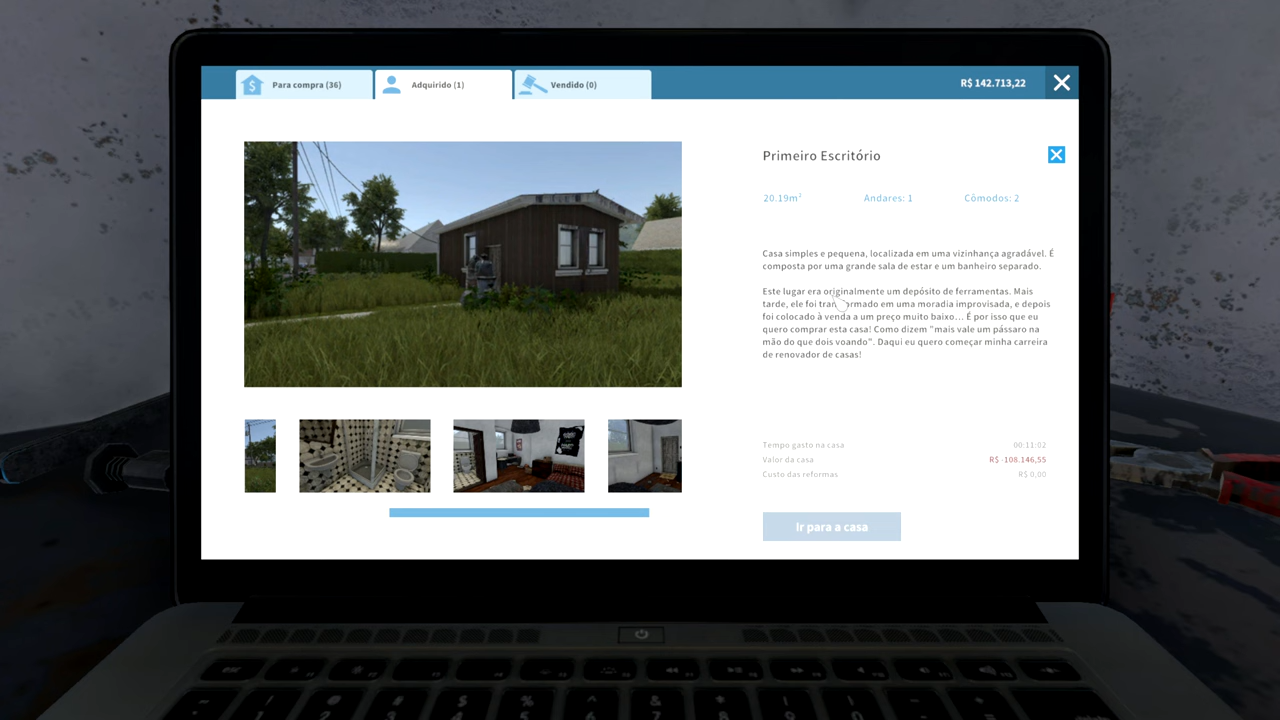 Para compra (36)
Adquirido (1)
Vendido (0)
R$ 142.713,22
Primeiro Escritório
20.19m²
Andares: 1
Cômodos: 2
Casa simples e pequena, localizada em uma vizinhança agradável. É
composta por uma grande sala de estar e um banheiro separado.
Este lugar era originalmente um depósito de ferramentas. Mais
tarde, ele foi transformado em uma moradia improvisada, e depois
foi colocado à venda a um preço muito baixo... É por isso que eu
quero comprar esta casa! Como dizem "mais vale um pássaro na
mão do que dois voando". Daqui eu quero começar minha carreira
de renovador de casas!
Tempo gasto na casa 00:11:02
Valor da casa R$ -108.146,55
Custo das reformas R$ 0,00
Ir para a casa